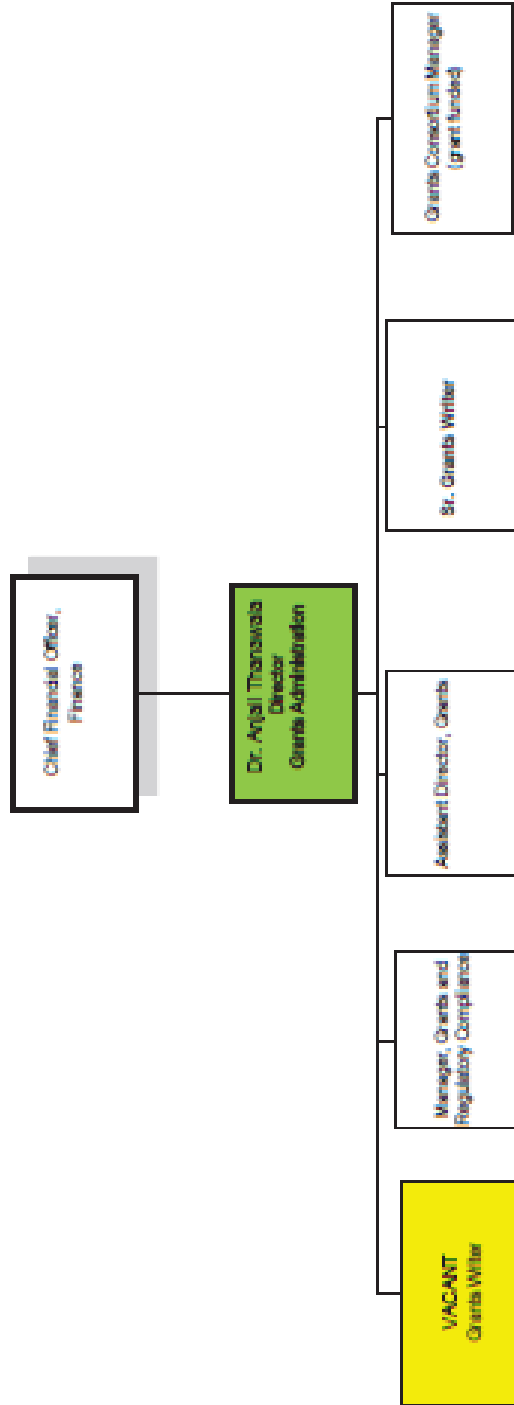 Chief Financial Officer,
Finance
Dr. Anjali Thanawala
Director
Grants Administration
VACANT
Grants Writer
Manager, Grants and
Regulatory Compliance
Assistant Director, Grants
Sr. Grants Writer
Grants Consortium Manager
(grant funded)